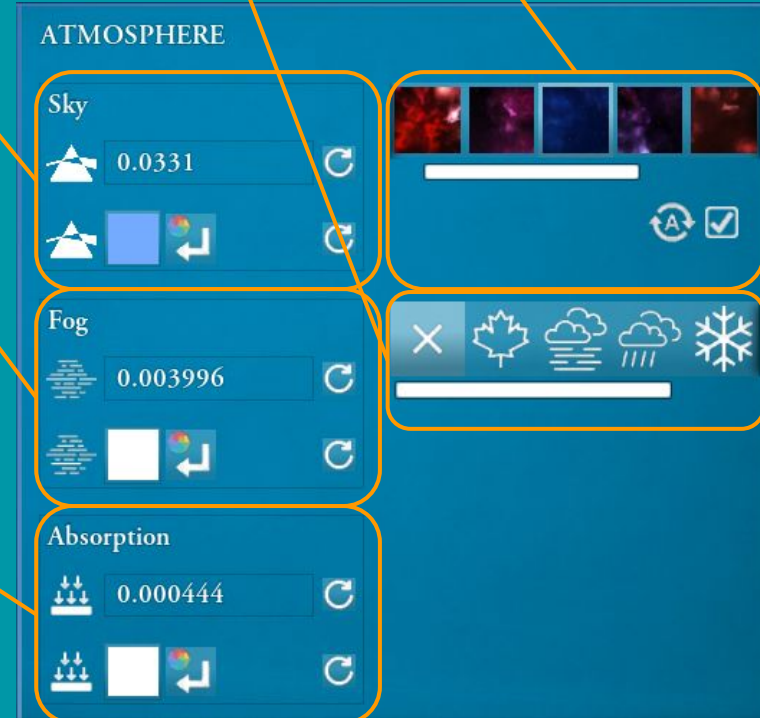 ATMOSPHERE
Sky
0.0331
A
Fog
0.003996
Absorption
0.000444